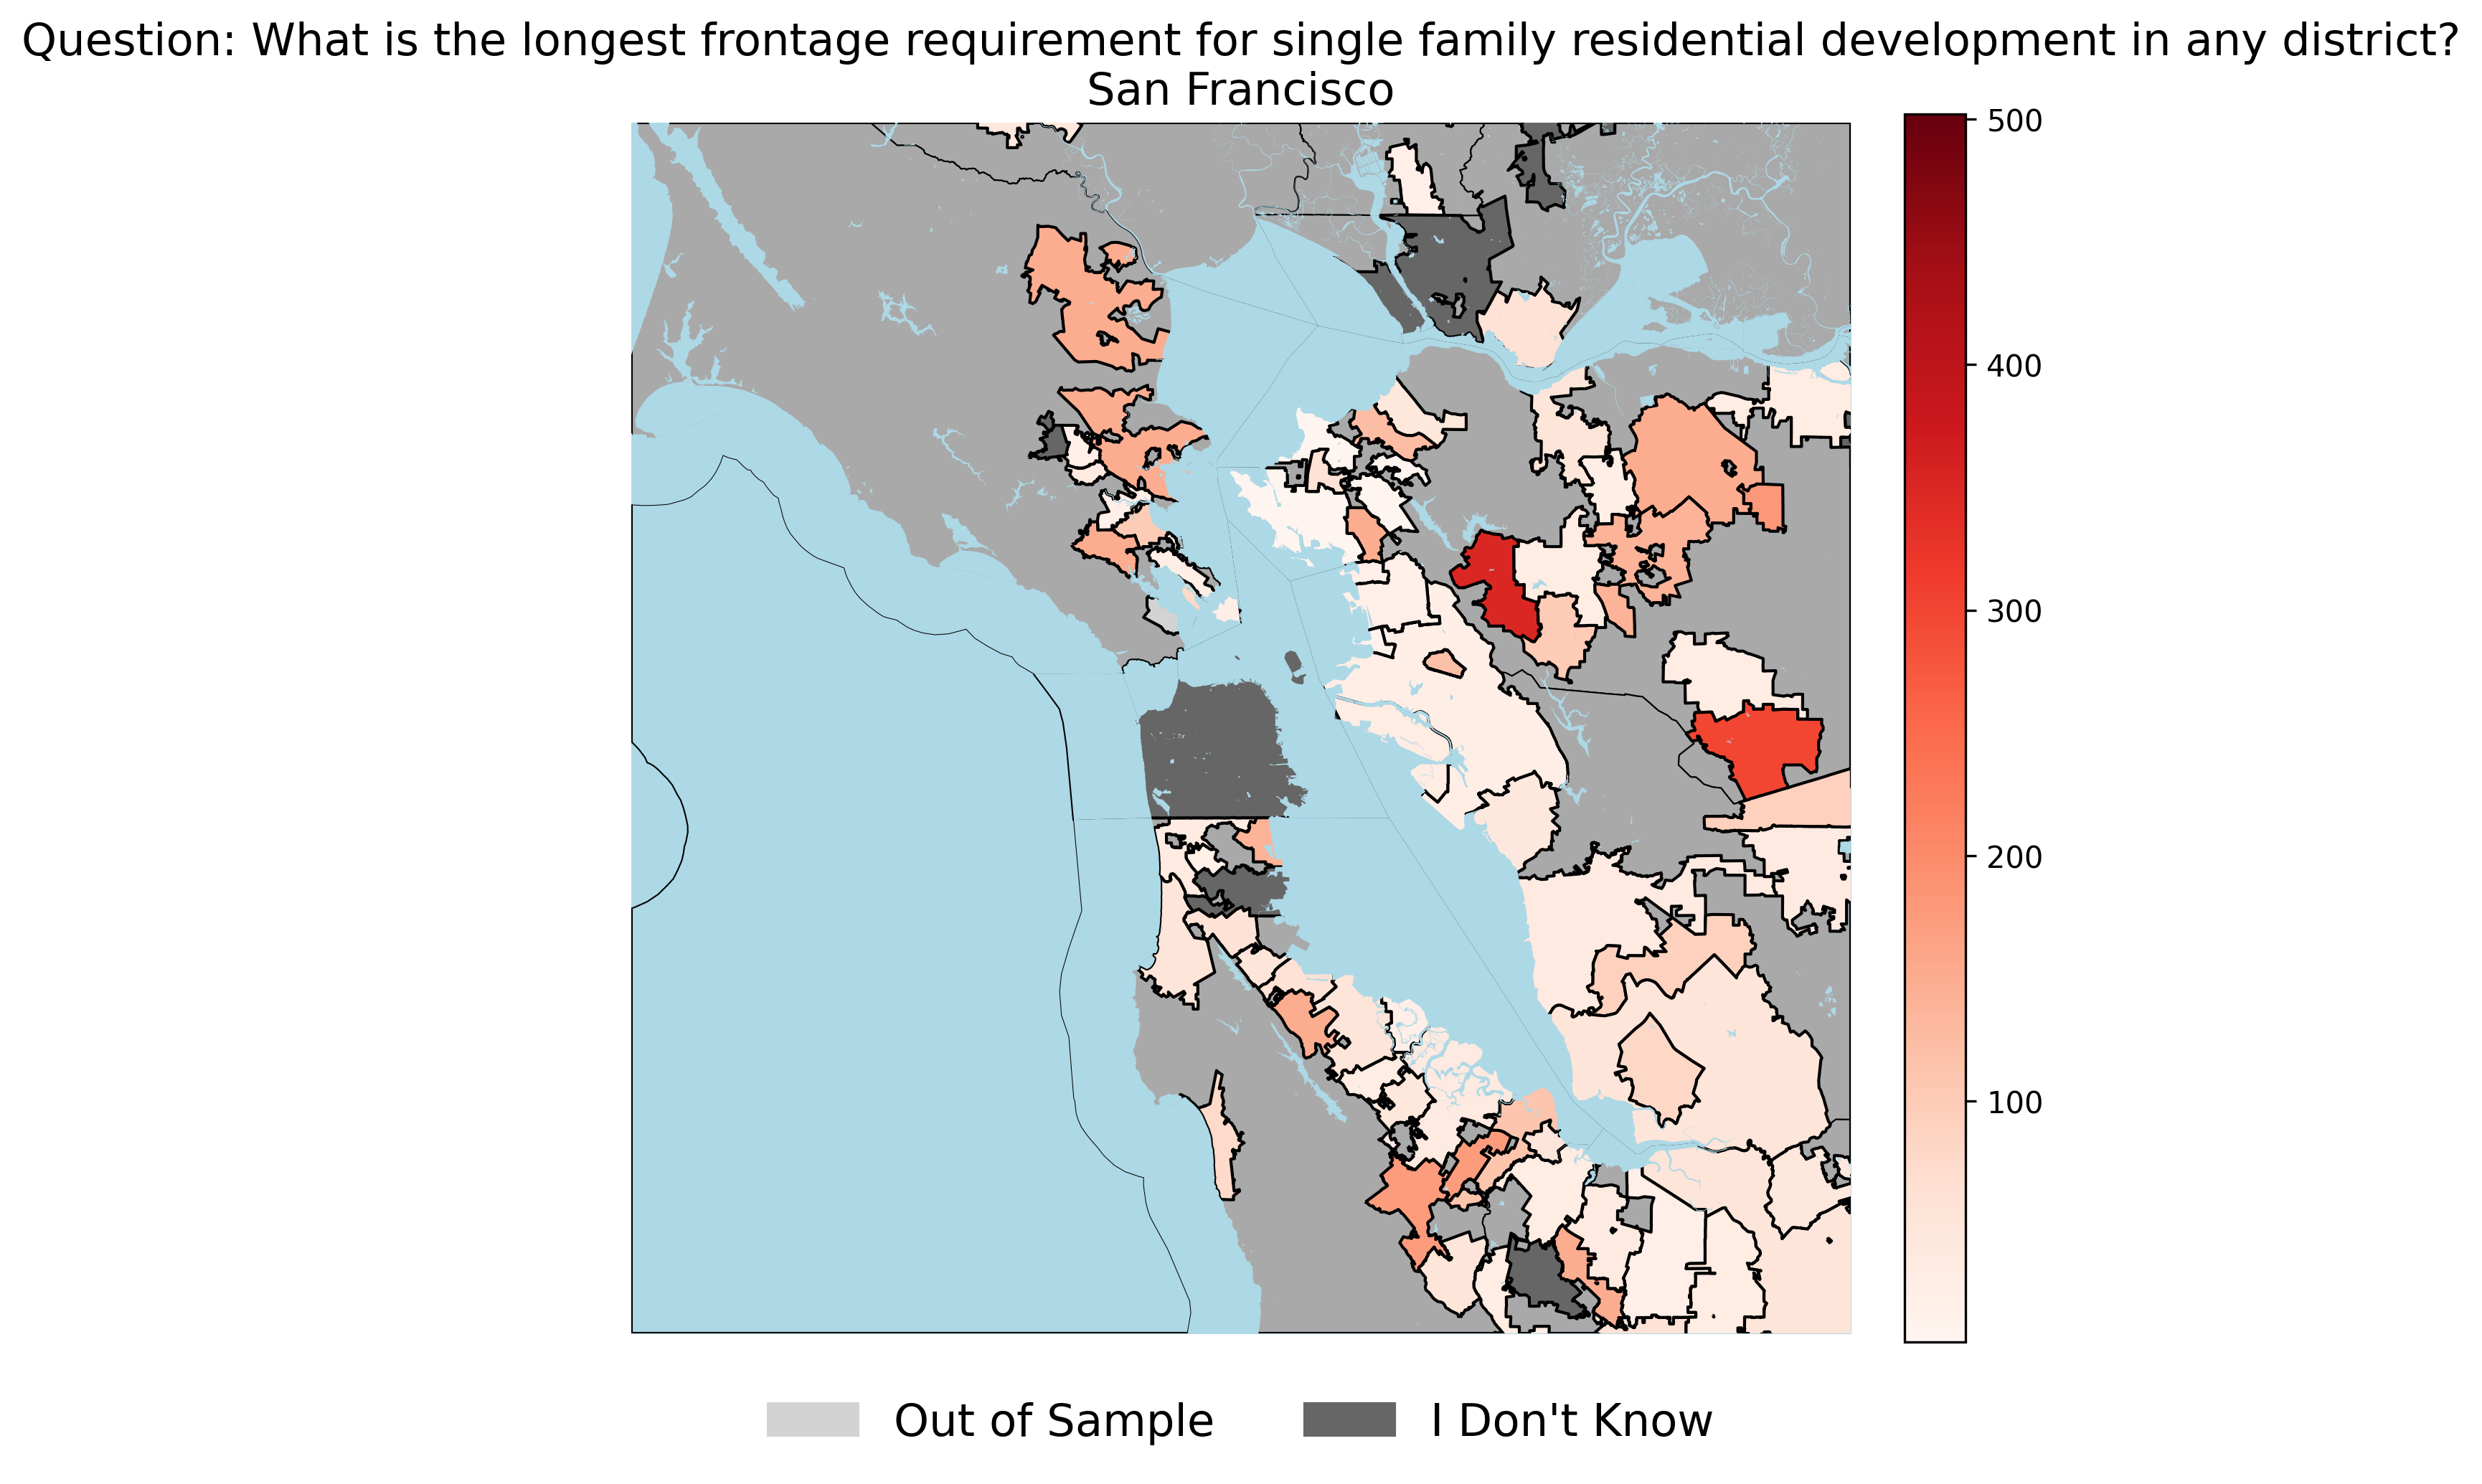 Question: What is the longest frontage requirement for single family residential development in any district?
San Francisco
500
400
300
200
100
Out of Sample
I Don't Know